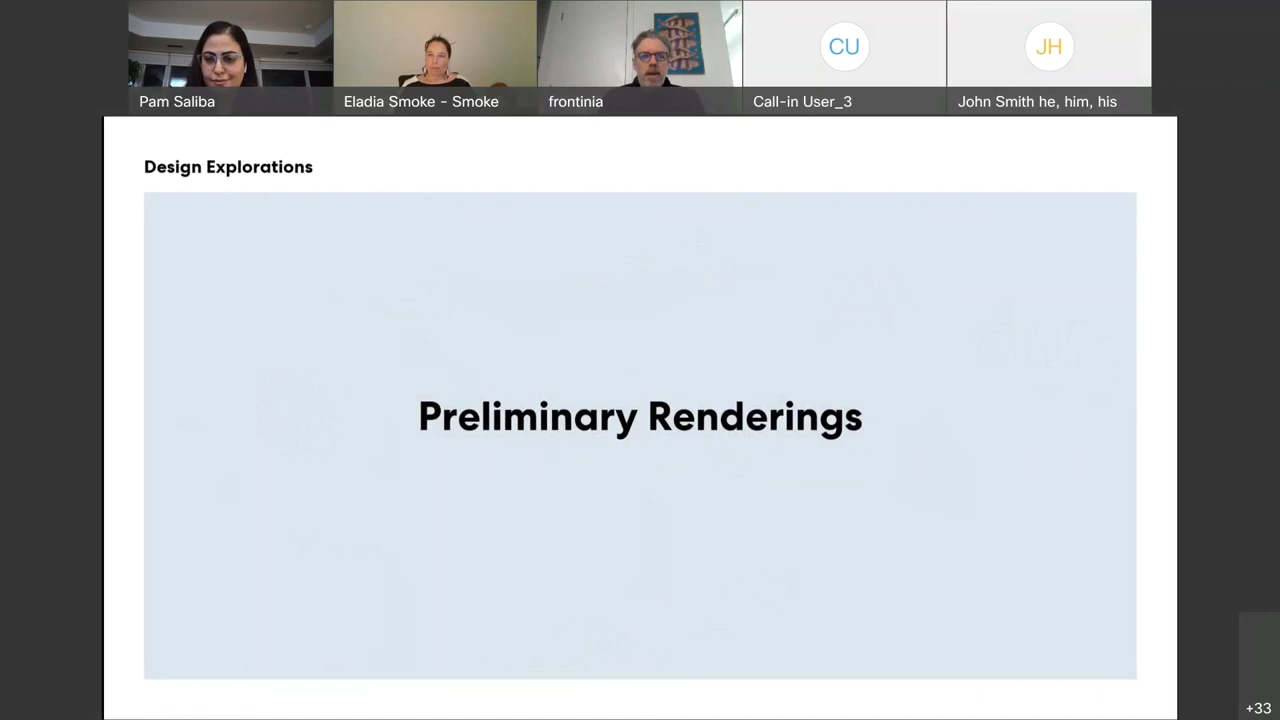 Pam Saliba
Eladia Smoke - Smoke
frontinia
CU
Call-in User_3
JH
John Smith he, him, his
Design Explorations
Preliminary Renderings
+33